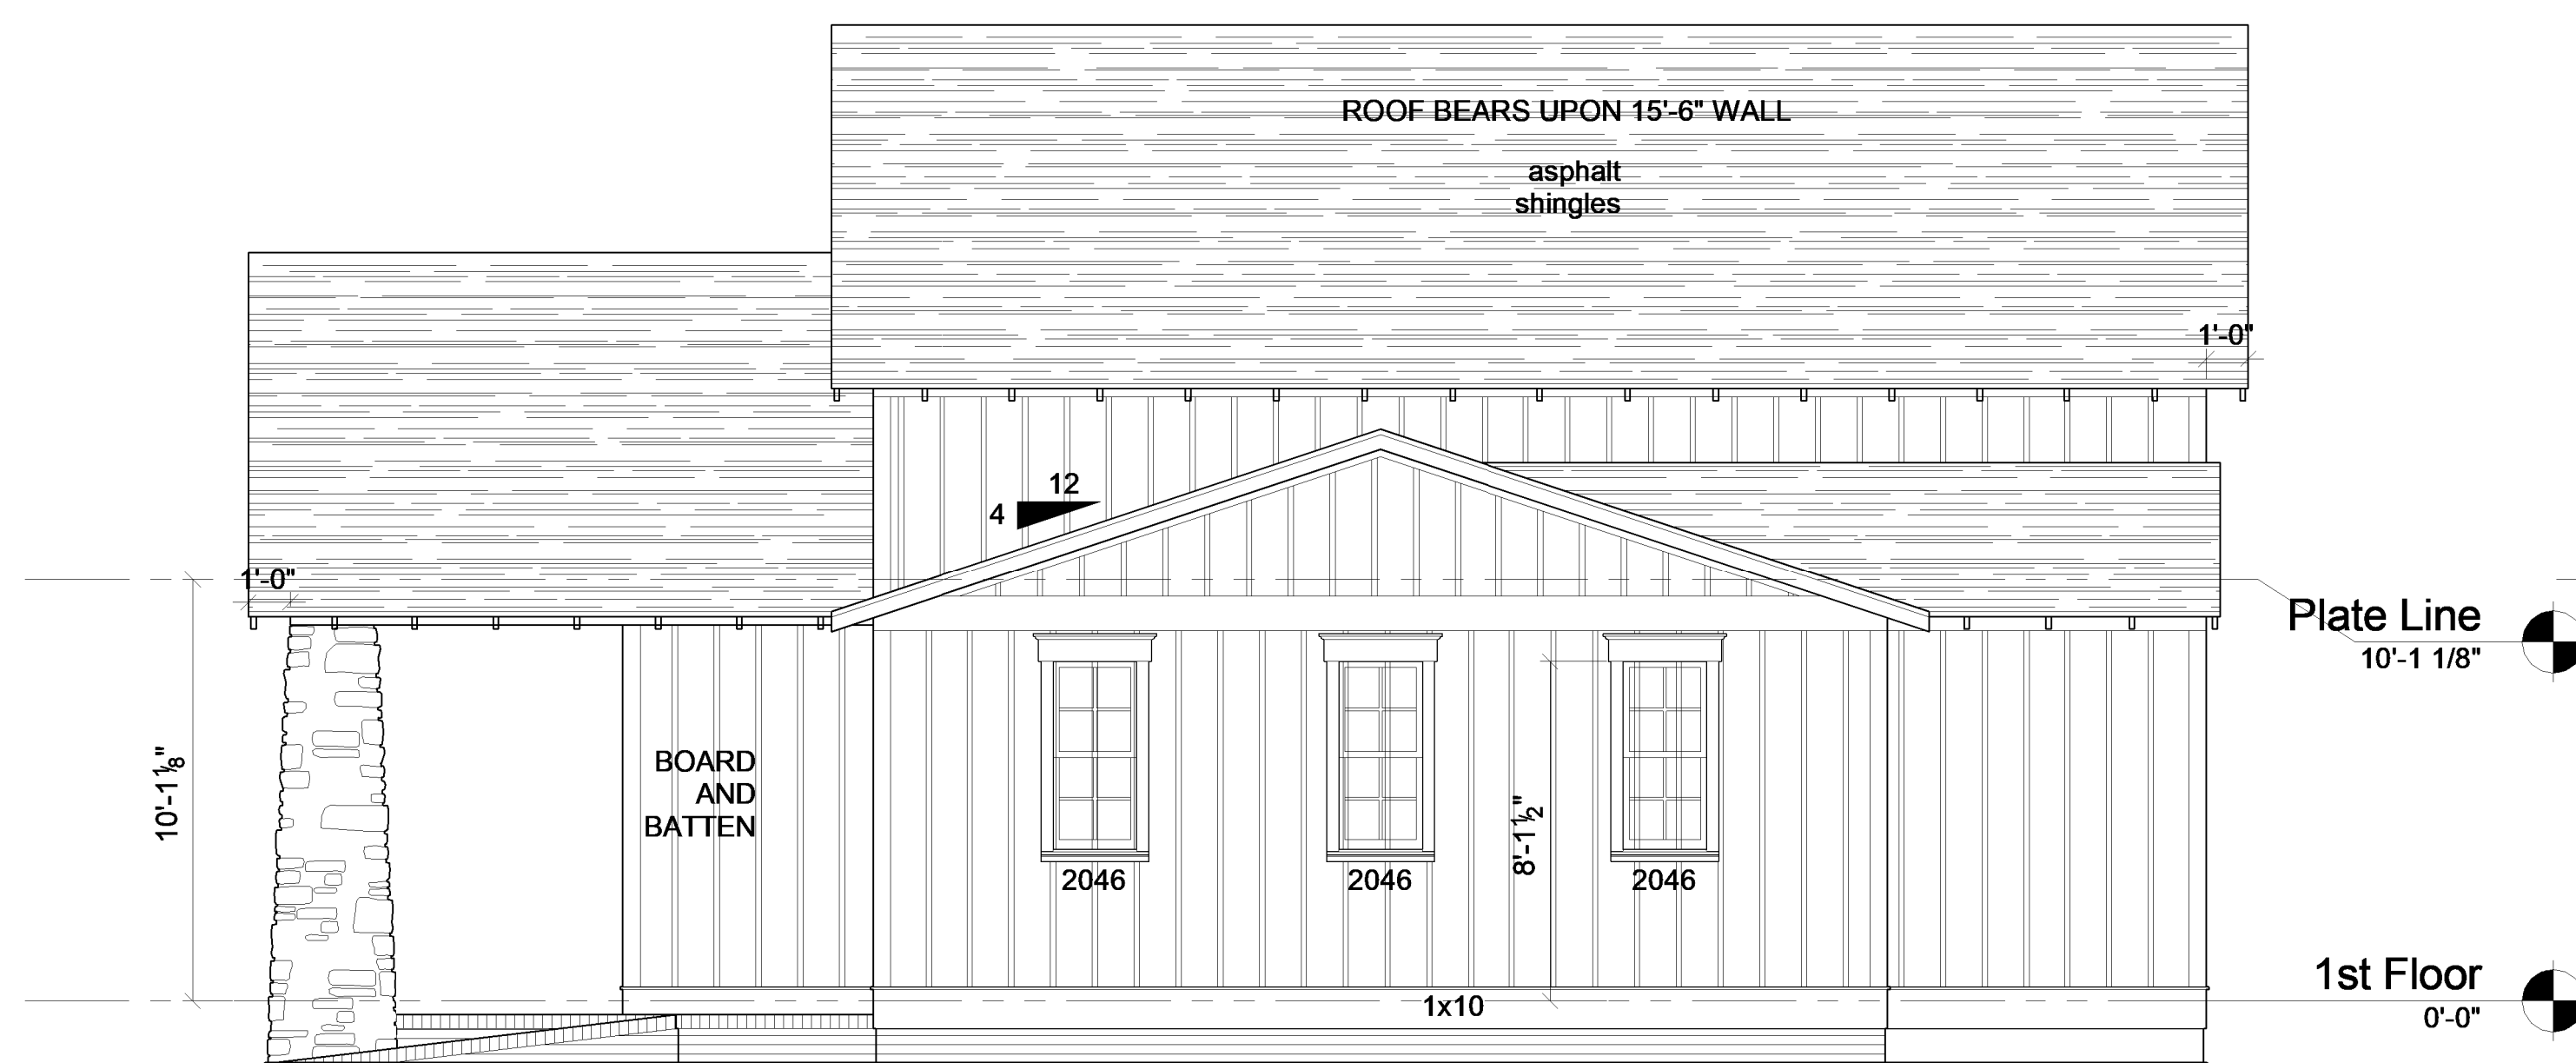 ROOF BEARS UPON 15'-6" WALL
asphalt
shingles
1'-0"
12
4
1'-0"
Plate Line
10'-1 1/8"
10'-1⅛"
BOARD
AND
BATTEN
8'-1½"
2046
2046
2046
1st Floor
0'-0"
1x10